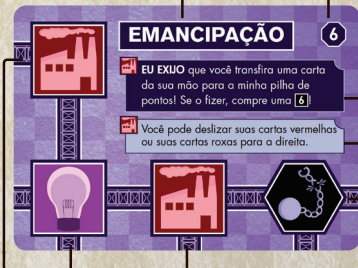 EMANCIPAÇÃO
6
EU EXIJO que você transfira uma carta
da sua mão para a minha pilha de
pontos! Se o fizer, compre uma 6!
Você pode deslizar suas cartas vermelhas
ou suas cartas roxas para a direita.